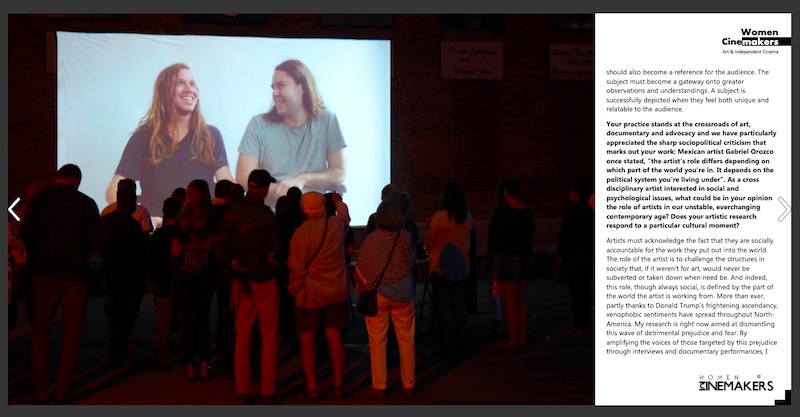 Women
Cinemakers
Art & Independent Cinema
should also become a reference for the audience. The
subject must become a gateway onto greater
observations and understandings. A subject is
successfully depicted when they feel both unique and
relatable to the audience.
Your practice stands at the crossroads of art,
documentary and advocacy and we have particularly
appreciated the sharp sociopolitical criticism that
marks out your work: Mexican artist Gabriel Orozco
once stated, "the artist's role differs depending on
which part of the world you're in. It depends on the
political system you're living under". As a cross
disciplinary artist interested in social and
psychological issues, what could be in your opinion
the role of artists in our unstable, everchanging
contemporary age? Does your artistic research
respond to a particular cultural moment?
Artists must acknowledge the fact that they are socially
accountable for the work they put out into the world.
The role of the artist is to challenge the structures in
society that, if it weren't for art, would never be
subverted or taken down when need be. And indeed,
this role, though always social, is defined by the part of
the world the artist is working from. More than ever,
partly thanks to Donald Trump's frightening ascendancy,
xenophobic sentiments have spread throughout North-
America. My research is right now aimed at dismantling
this wave of detrimental prejudice and fear. By
amplifying the voices of those targeted by this prejudice
through interviews and documentary performances, I
WOMEN
CINEMAKERS